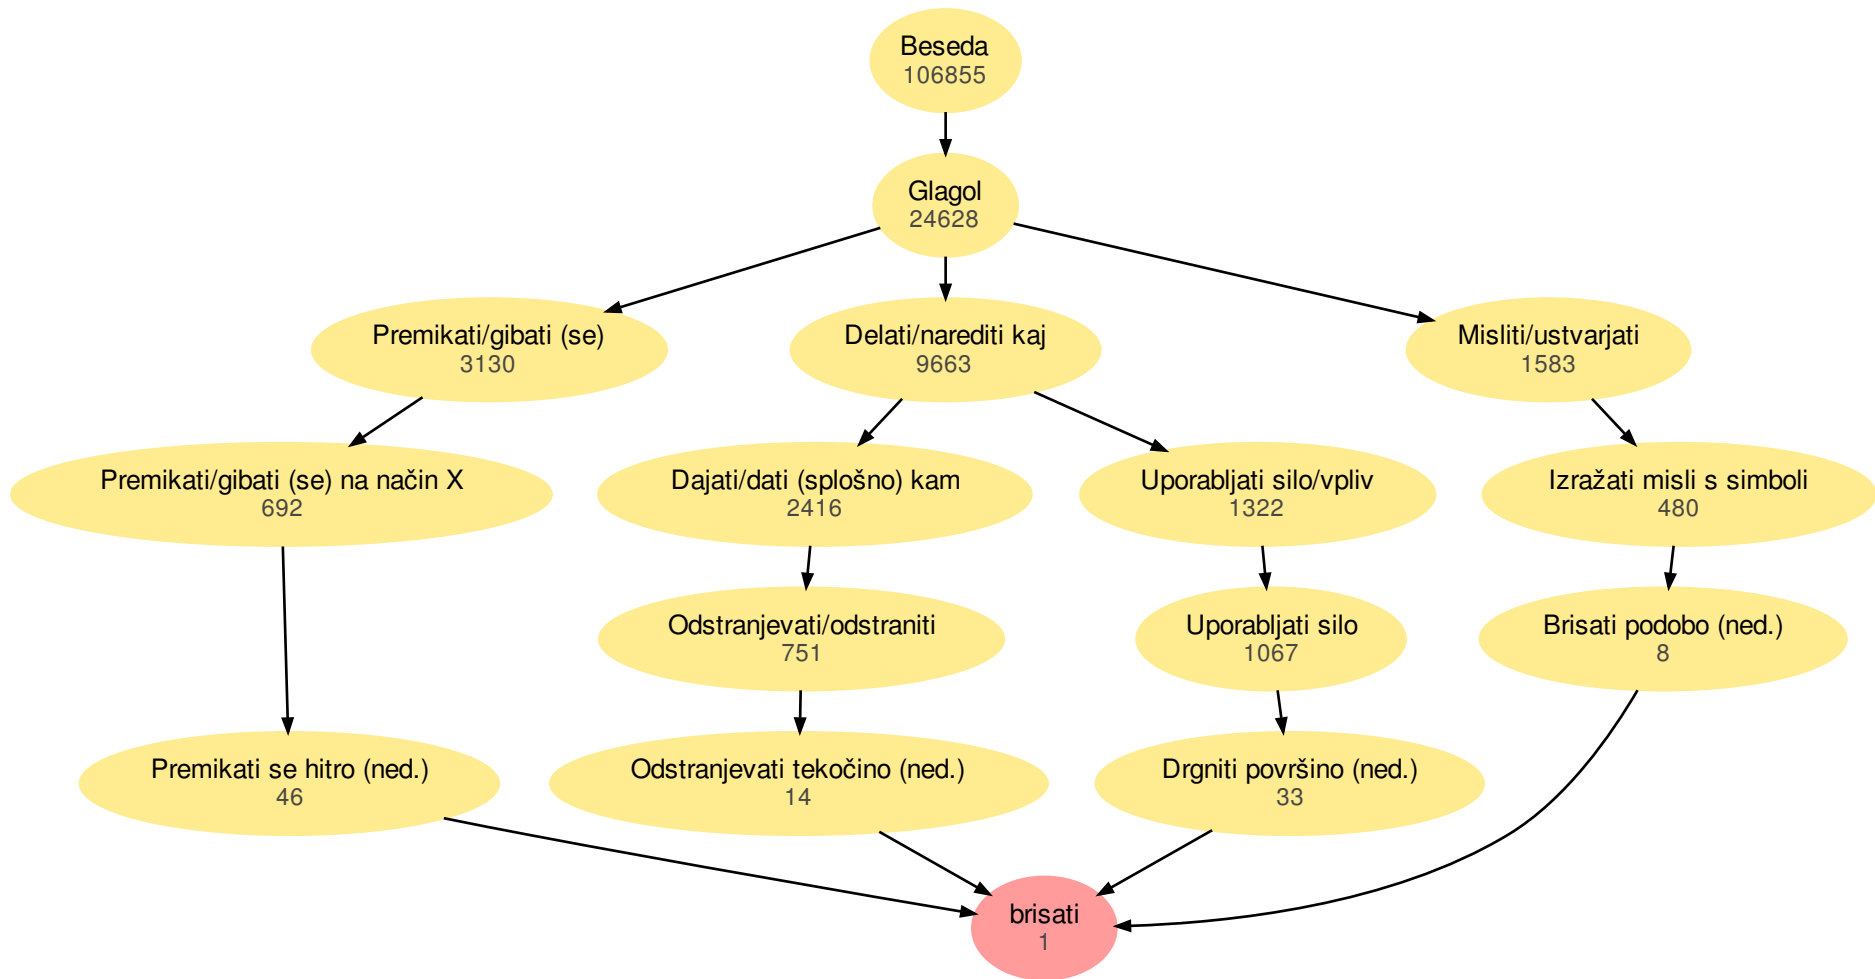 Beseda
106855
Glagol
24628
Premikati/gibati (se)
3130
Delati/narediti kaj
9663
Misliti/ustvarjati
1583
Premikati/gibati (se) na način X
692
Dajati/dati (splošno) kam
2416
Uporabljati silo/vpliv
1322
Izražati misli s simboli
480
Odstranjevati/odstraniti
751
Uporabljati silo
1067
Brisati podobo (ned.)
8
Premikati se hitro (ned.)
46
Odstranjevati tekočino (ned.)
14
Drgniti površino (ned.)
33
brisati
1